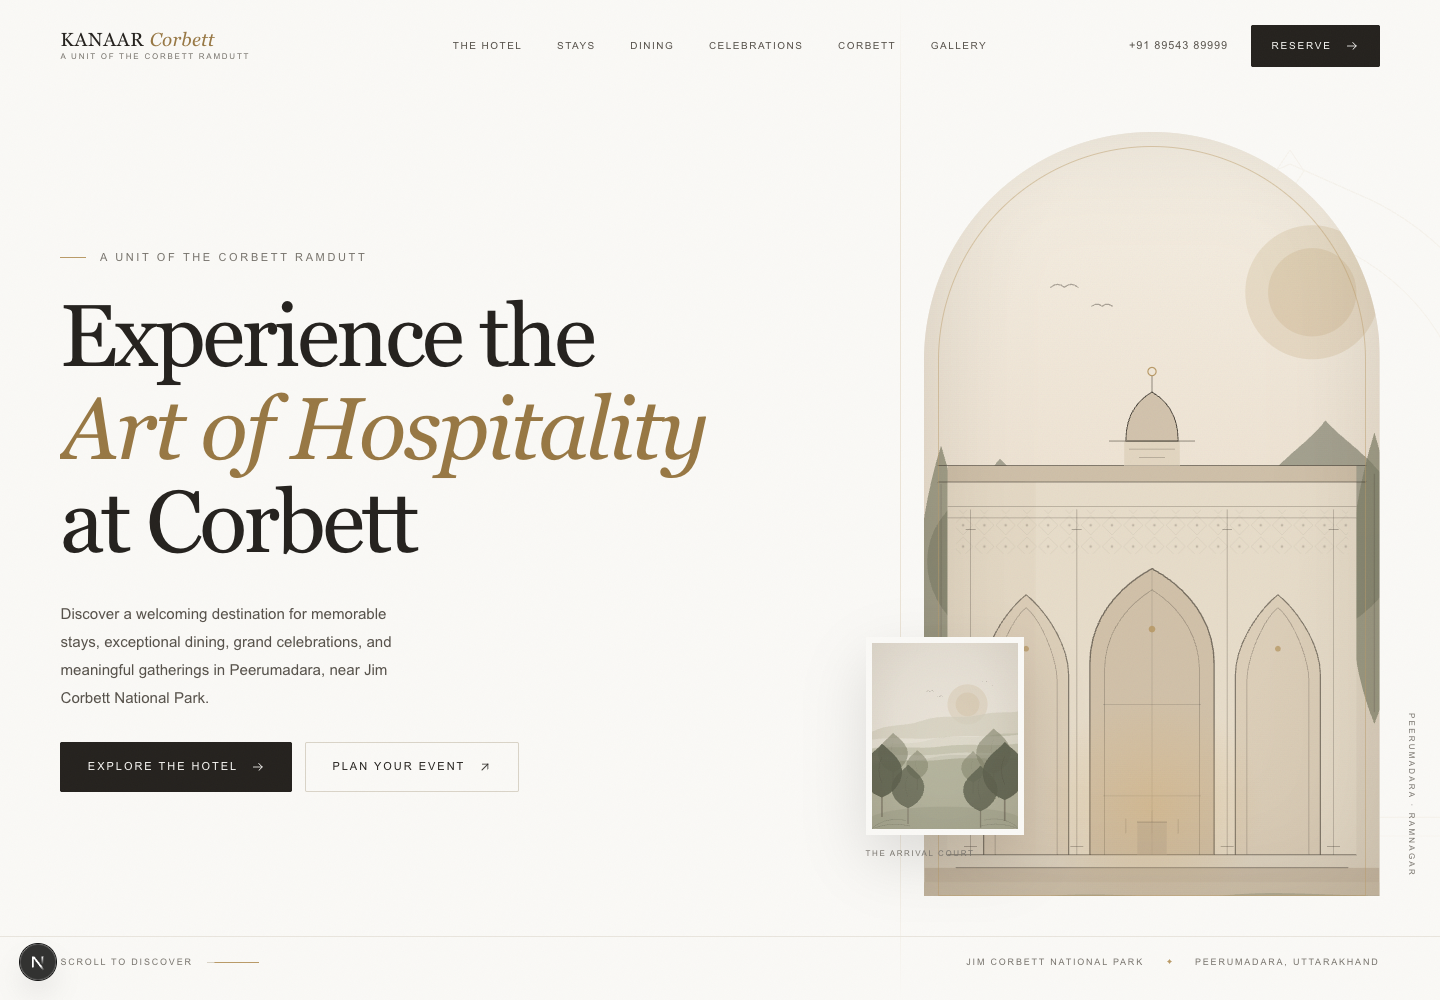 KANAAR Corbett
A UNIT OF THE CORBETT RAMDUTT
THE HOTEL
STAYS
DINING
CELEBRATIONS
CORBETT
GALLERY
+91 89543 89999
RESERVE
A UNIT OF THE CORBETT RAMDUTT
Experience the
Art of Hospitality
at Corbett
Discover a welcoming destination for memorable
stays, exceptional dining, grand celebrations, and
meaningful gatherings in Peerumadara, near Jim
Corbett National Park.
EXPLORE THE HOTEL
PLAN YOUR EVENT
THE ARRIVAL COURT
PEERUMADARA · RAMNAGAR
N
SCROLL TO DISCOVER
JIM CORBETT NATIONAL PARK
PEERUMADARA, UTTARAKHAND